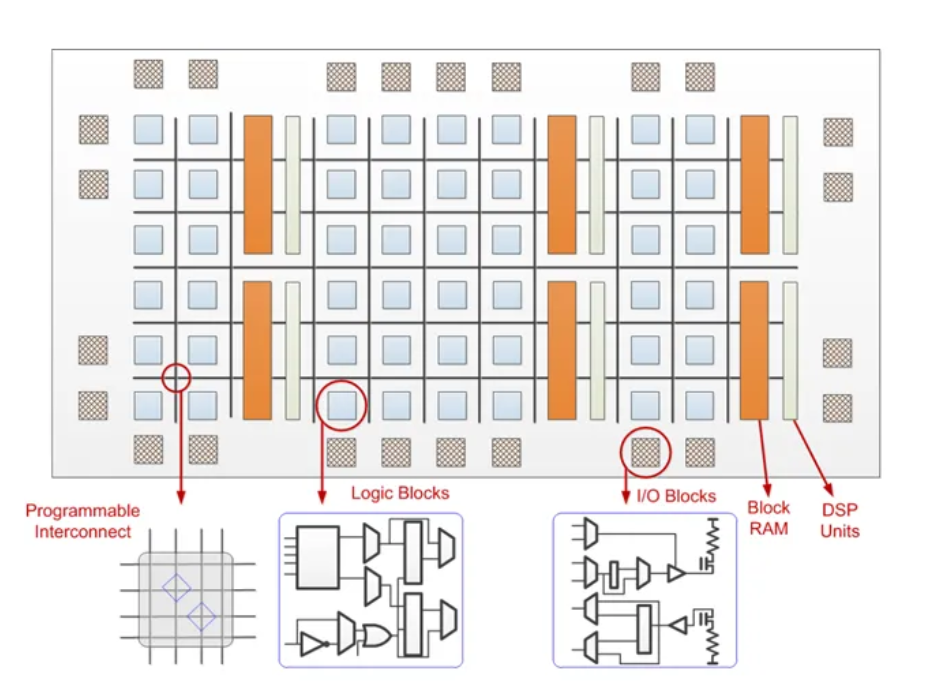 Programmable
Interconnect
Logic Blocks
I/O Blocks
Block
RAM
DSP
Units